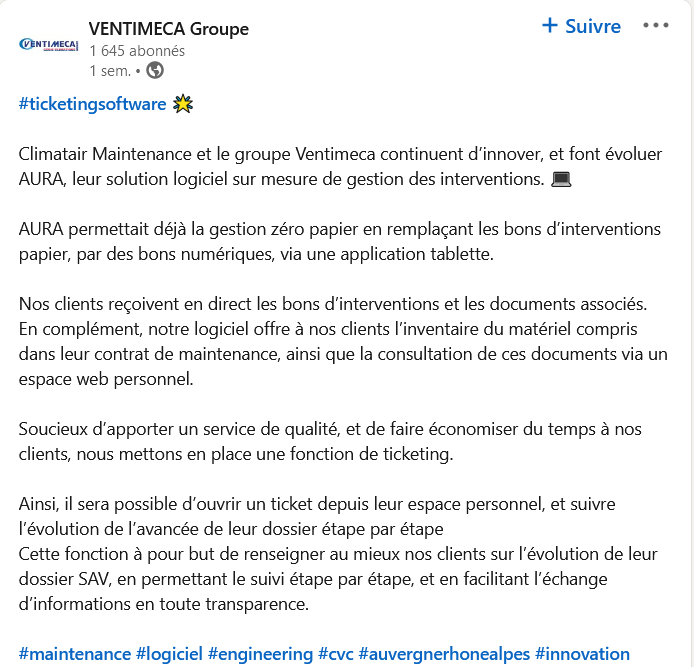 VENTIMECA
VENTIMECA Groupe
+ Suivre
1 645 abonnés
1 sem. •
#ticketingsoftware
Climatair Maintenance et le groupe Ventimeca continuent d’innover, et font évoluer
AURA, leur solution logiciel sur mesure de gestion des interventions.
AURA permettait déjà la gestion zéro papier en remplaçant les bons d’interventions
papier, par des bons numériques, via une application tablette.
Nos clients reçoivent en direct les bons d’interventions et les documents associés.
En complément, notre logiciel offre à nos clients l’inventaire du matériel compris
dans leur contrat de maintenance, ainsi que la consultation de ces documents via un
espace web personnel.
Soucieux d’apporter un service de qualité, et de faire économiser du temps à nos
clients, nous mettons en place une fonction de ticketing.
Ainsi, il sera possible d’ouvrir un ticket depuis leur espace personnel, et suivre
l’évolution de l’avancée de leur dossier étape par étape
Cette fonction à pour but de renseigner au mieux nos clients sur l’évolution de leur
dossier SAV, en permettant le suivi étape par étape, et en facilitant l’échange
d’informations en toute transparence.
#maintenance #logiciel #engineering #cvc #auvergnerhonealpes #innovation